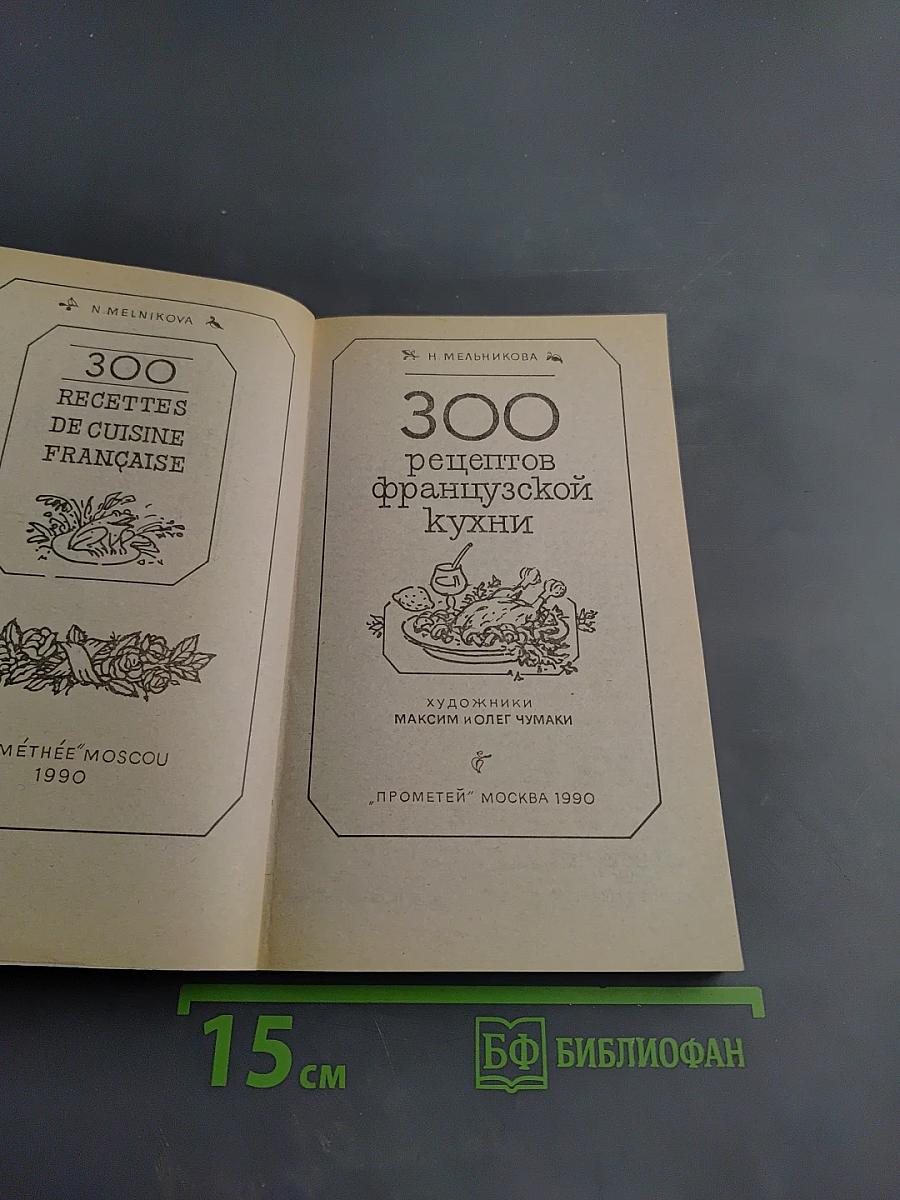 N. MELNIKOVA
300
RECETTES
DE CUISINE
FRANÇAISE
MÉTHÉE" MOSCOU
1990
Н. МЕЛЬНИКОВА
300
рецептов
французской
кухни
ХУДОЖНИКИ
МАКСИМ и ОЛЕГ ЧУМАКИ
„ПРОМЕТЕЙ" МОСКВА 1990
15 см
БФ БИБЛИОФАН